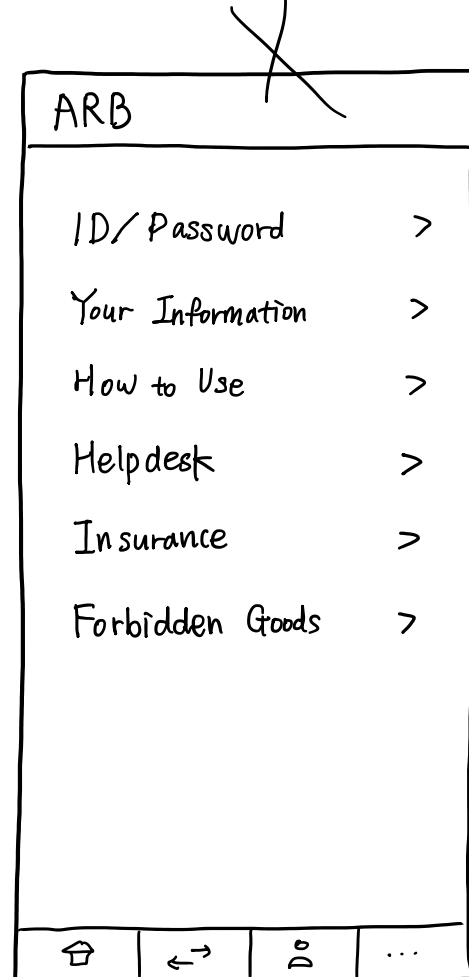 ARB
ID/Password >
Your Information >
How to Use >
Helpdesk >
Insurance >
Forbidden Goods >
...